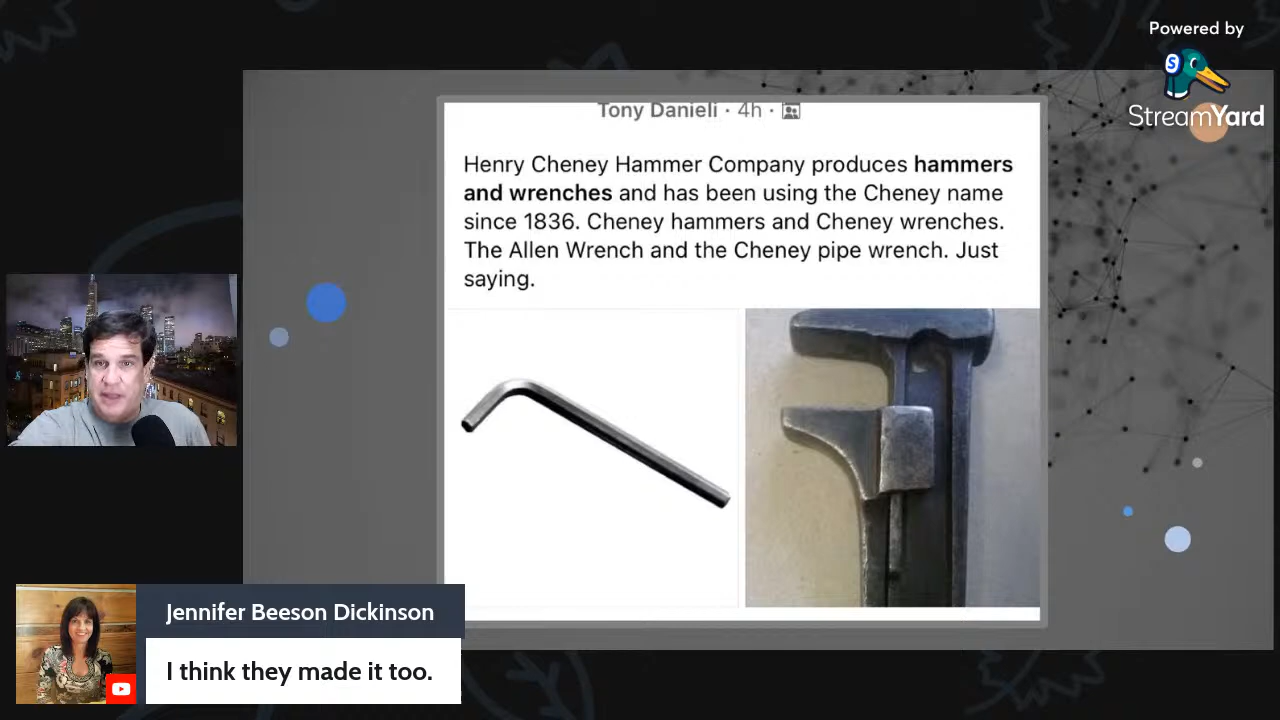 Powered by
StreamYard
Tony Danieli · 4h ·
Henry Cheney Hammer Company produces hammers
and wrenches and has been using the Cheney name
since 1836. Cheney hammers and Cheney wrenches.
The Allen Wrench and the Cheney pipe wrench. Just
saying.
Jennifer Beeson Dickinson
I think they made it too.